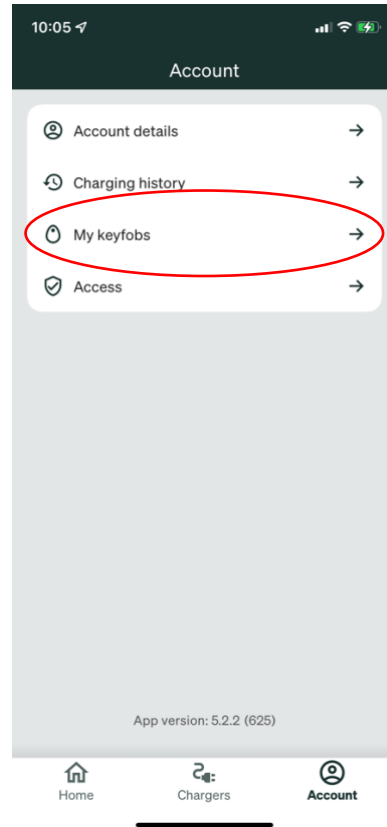 10:05
Account
Account details
Charging history
My keyfobs
Access
App version: 5.2.2 (625)
Home
Chargers
Account